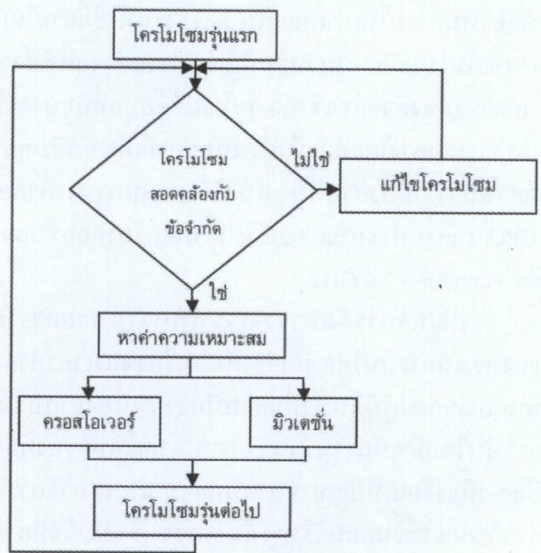 โครโมโซมรุ่นแรก
โครโมโซม
สอดคล้องกับ
ข้อจำกัด
ไม่ใช่
แก้ไขโครโมโซม
ใช่
หาค่าความเหมาะสม
ครอสโอเวอร์
มิวเตชั่น
โครโมโซมรุ่นต่อไป